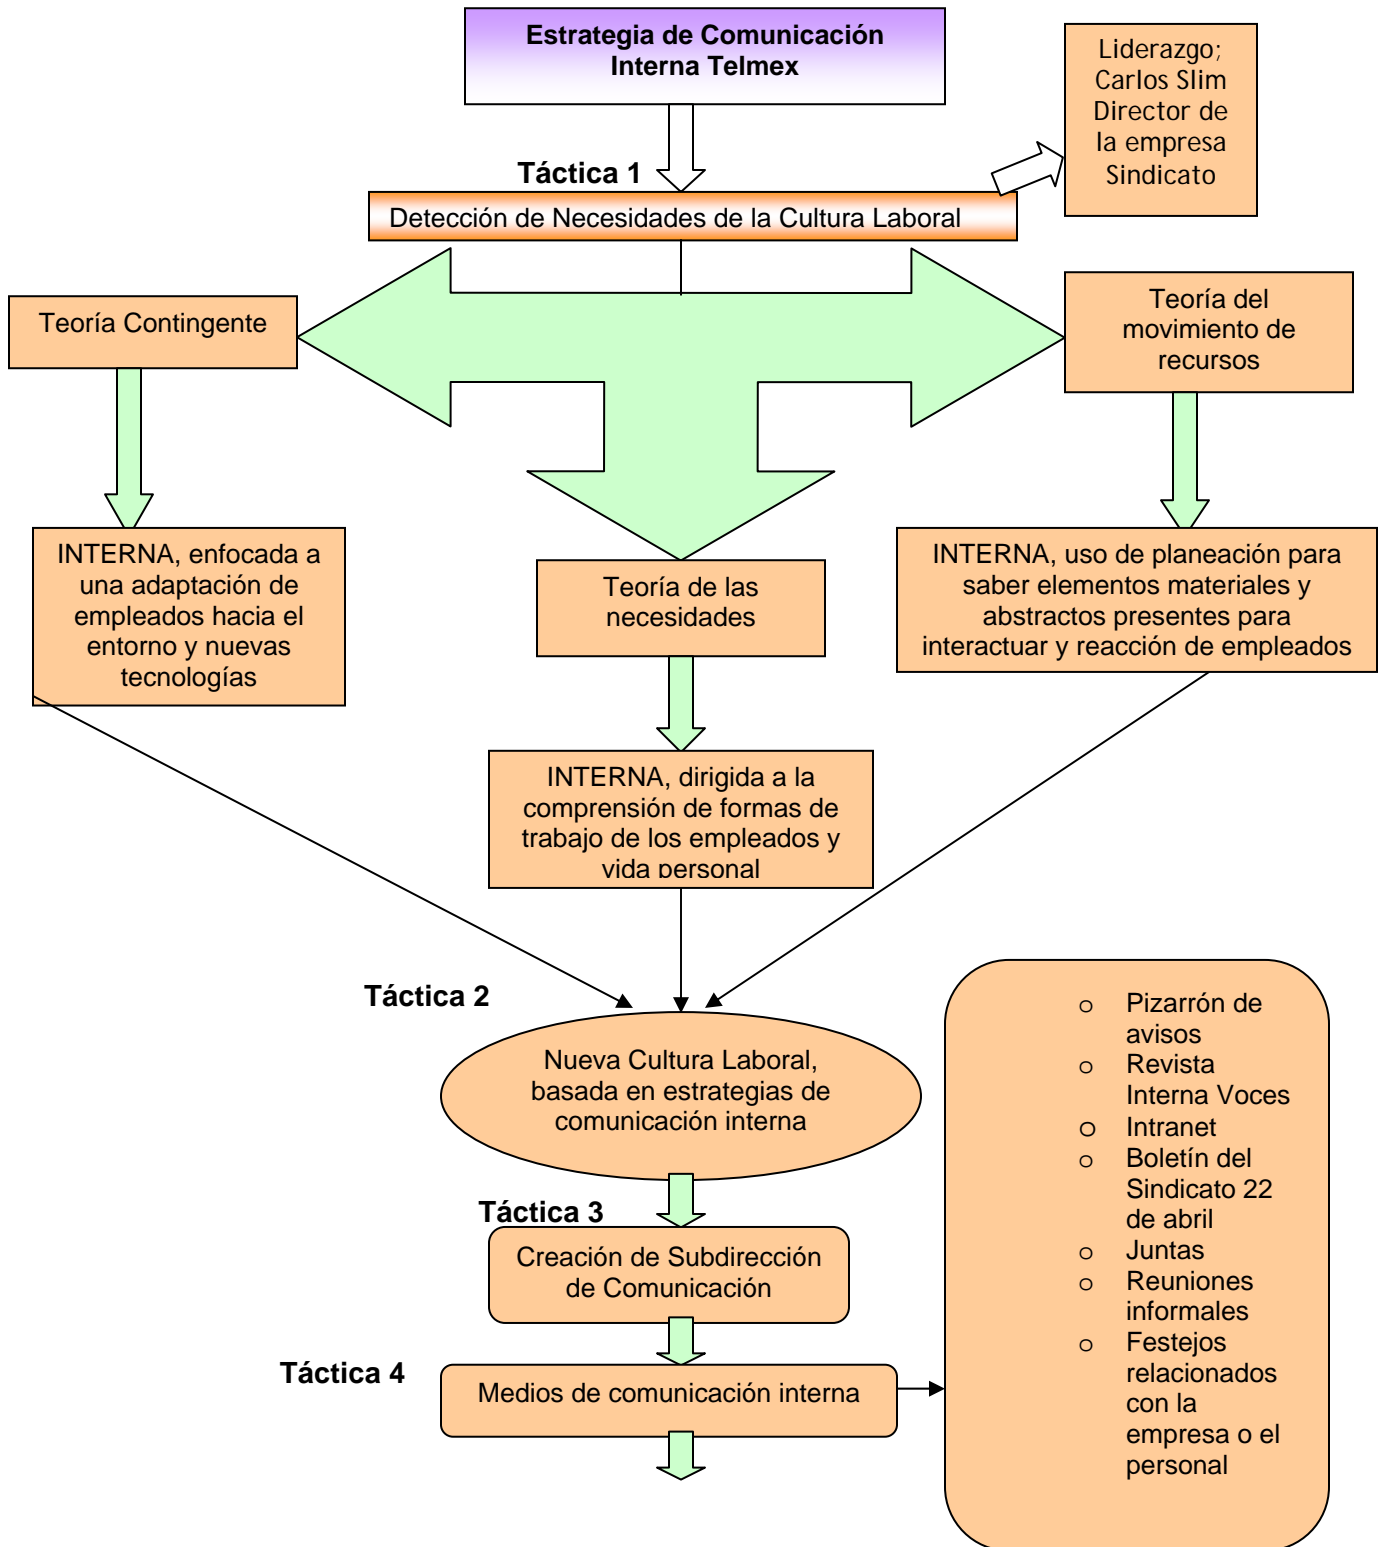 Estrategia de Comunicación
Interna Telmex
Liderazgo;
Carlos Slim
Director de
la empresa
Sindicato
Táctica 1
Detección de Necesidades de la Cultura Laboral
Teoría Contingente
Teoría del
movimiento de
recursos
INTERNA, enfocada a
una adaptación de
empleados hacia el
entorno y nuevas
tecnologías
Teoría de las
necesidades
INTERNA, uso de planeación para
saber elementos materiales y
abstractos presentes para
interactuar y reacción de empleados
INTERNA, dirigida a la
comprensión de formas de
trabajo de los empleados y
vida personal
Táctica 2
Nueva Cultura Laboral,
basada en estrategias de
comunicación interna
Táctica 3
Creación de Subdirección
de Comunicación
Táctica 4
Medios de comunicación interna
o Pizarrón de
avisos
o Revista
Interna Voces
o Intranet
o Boletín del
Sindicato 22
de abril
o Juntas
o Reuniones
informales
o Festejos
relacionados
con la
empresa o el
personal